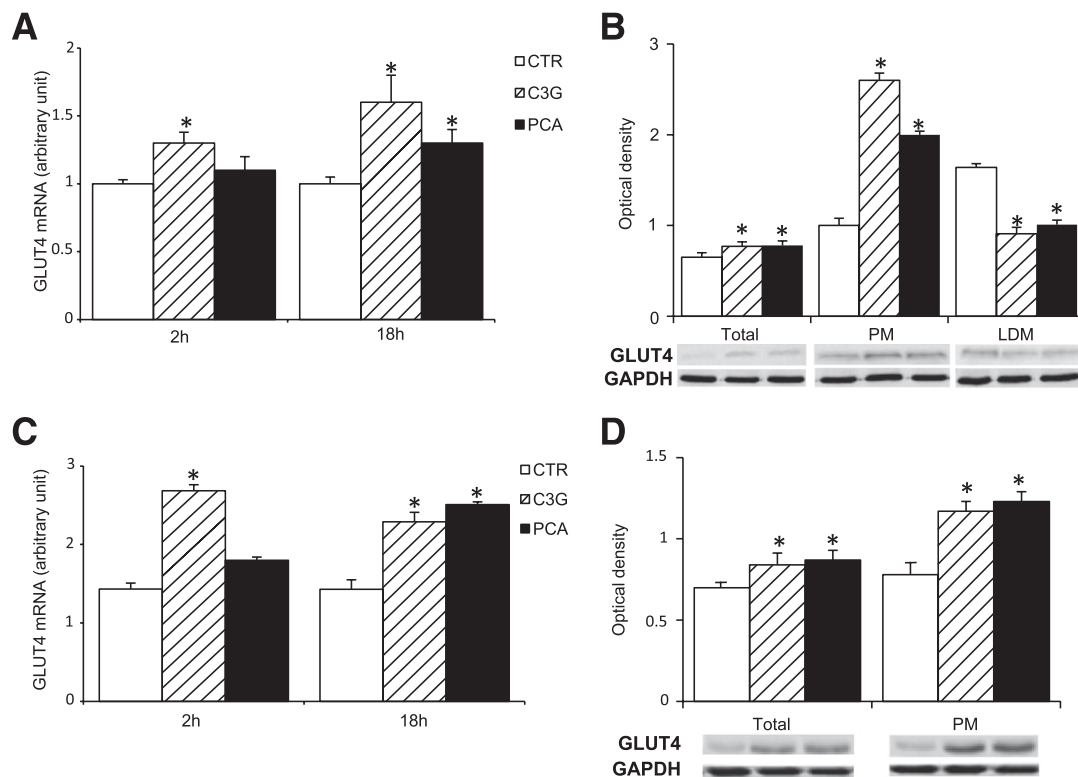 A
GLUT4 mRNA (arbitrary unit)
2
1.5
1
0.5
0
*
*
*
2h
18h
CTR
C3G
PCA
B
Optical density
3
2
1
0
*
*
*
*
*
*
Total
PM
LDM
GLUT4
GAPDH
C
GLUT4 mRNA (arbitrary unit)
3
2
1
0
*
*
*
2h
18h
CTR
C3G
PCA
D
Optical density
1.5
1
0.5
0
*
*
*
*
Total
PM
GLUT4
GAPDH